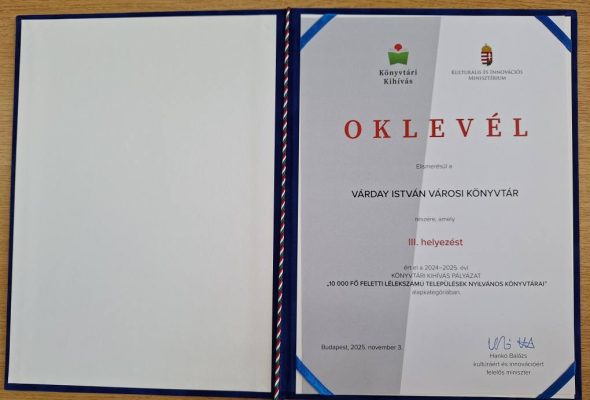 Könyvtári
Kihívás
KULTURÁLIS ÉS INNOVÁCIÓS
MINISZTÉRIUM
OKLEVÉL
Elismerésül a
VÁRDAY ISTVÁN VÁROSI KÖNYVTÁR
részére, amely
III. helyezést
ért el a 2024–2025. évi
KÖNYVTÁRI KIHÍVÁS PÁLYÁZAT
„10 000 FŐ FELETTI LÉLEKSZÁMÚ TELEPÜLÉSEK NYILVÁNOS KÖNYVTÁRAI”
alapkategóriában.
Budapest, 2025. november 3.
Hankó Balázs
kultúráért és innovációért
felelős miniszter